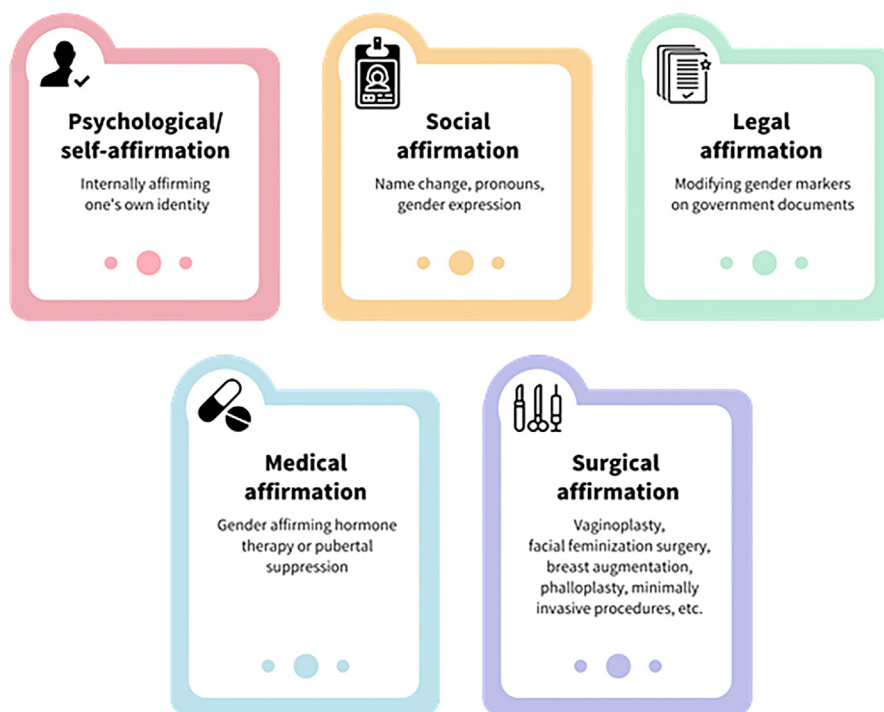 Psychological/
self-affirmation
Internally affirming
one's own identity
Social
affirmation
Name change, pronouns,
gender expression
Legal
affirmation
Modifying gender markers
on government documents
Medical
affirmation
Gender affirming hormone
therapy or pubertal
suppression
Surgical
affirmation
Vaginoplasty,
facial feminization surgery,
breast augmentation,
phalloplasty, minimally
invasive procedures, etc.